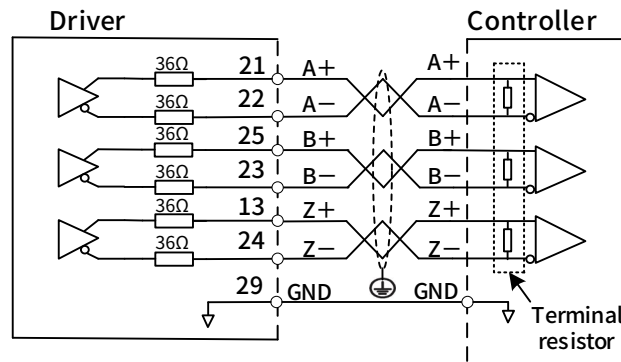 Driver Controller
36Ω 21 A+ A+
36Ω 22 A− A−
36Ω 25 B+ B+
36Ω 23 B− B−
36Ω 13 Z+ Z+
36Ω 24 Z− Z−
29 GND GND
Terminal
resistor